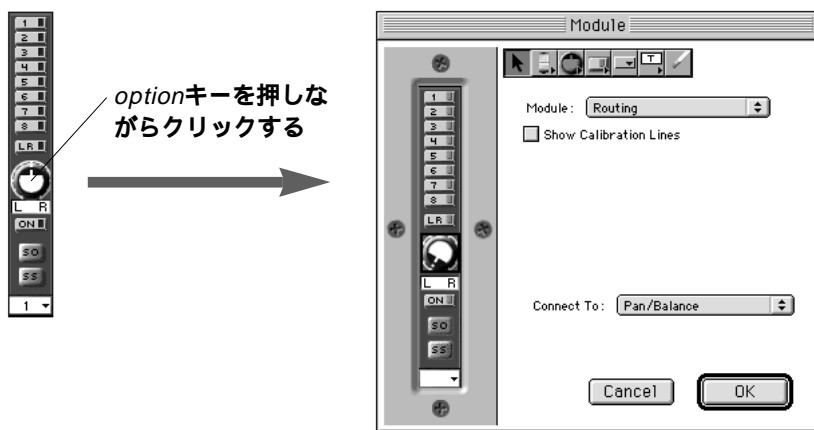 1
2
3
4
5
6
7
8
LR
L R
ON
SO
SS
1
optionキーを押しな
がらクリックする
Module
T
1
2
3
4
5
6
7
8
LR
L R
ON
SO
SS
Module: Routing
Show Calibration Lines
Connect To: Pan/Balance
Cancel OK